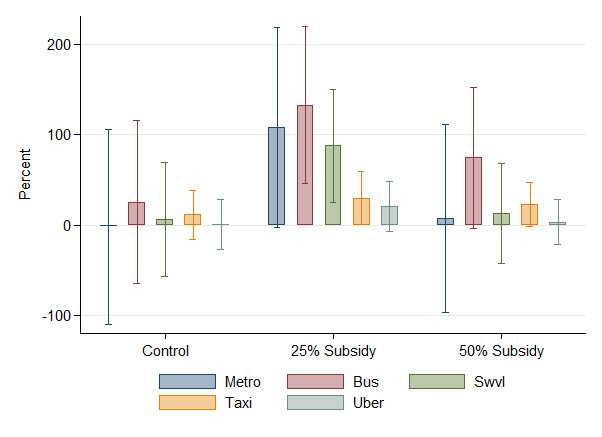 Percent
200
100
0
-100
Control 25% Subsidy 50% Subsidy
Metro Bus Swvl
Taxi Uber